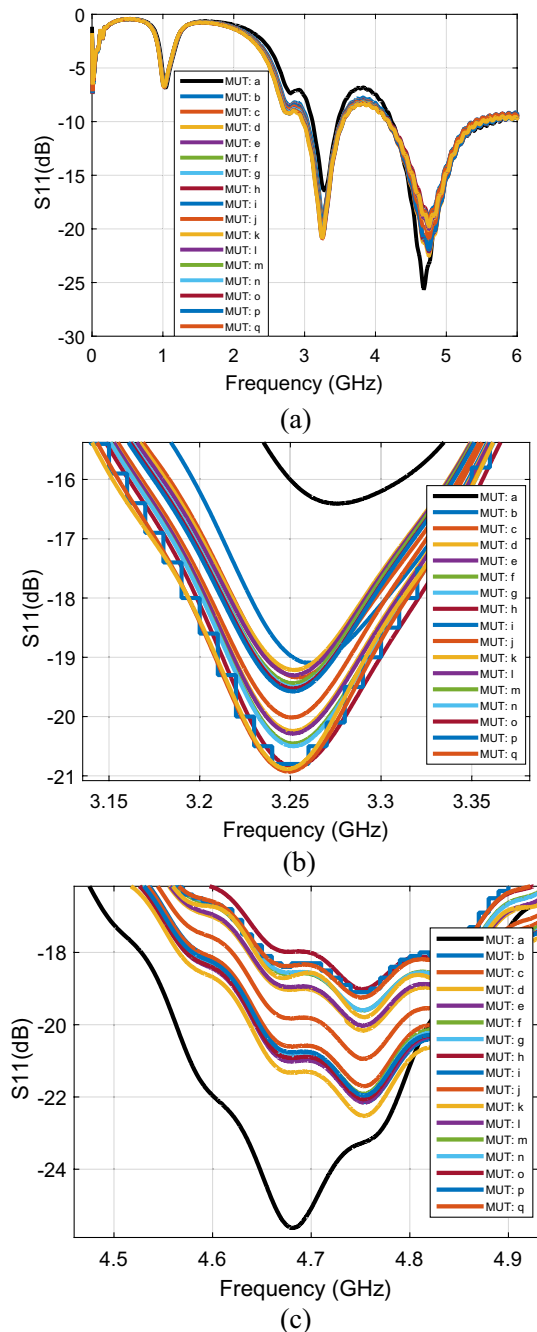 0
-5
-10
-15
-20
-25
-30
S11(dB)
MUT: a
MUT: b
MUT: c
MUT: d
MUT: e
MUT: f
MUT: g
MUT: h
MUT: i
MUT: j
MUT: k
MUT: l
MUT: m
MUT: n
MUT: o
MUT: p
MUT: q
0 1 2 3 4 5 6
Frequency (GHz)
(a)
-16
-17
-18
-19
-20
-21
S11(dB)
MUT: a
MUT: b
MUT: c
MUT: d
MUT: e
MUT: f
MUT: g
MUT: h
MUT: i
MUT: j
MUT: k
MUT: l
MUT: m
MUT: n
MUT: o
MUT: p
MUT: q
3.15 3.2 3.25 3.3 3.35
Frequency (GHz)
(b)
-18
-20
-22
-24
S11(dB)
MUT: a
MUT: b
MUT: c
MUT: d
MUT: e
MUT: f
MUT: g
MUT: h
MUT: i
MUT: j
MUT: k
MUT: l
MUT: m
MUT: n
MUT: o
MUT: p
MUT: q
4.5 4.6 4.7 4.8 4.9
Frequency (GHz)
(c)